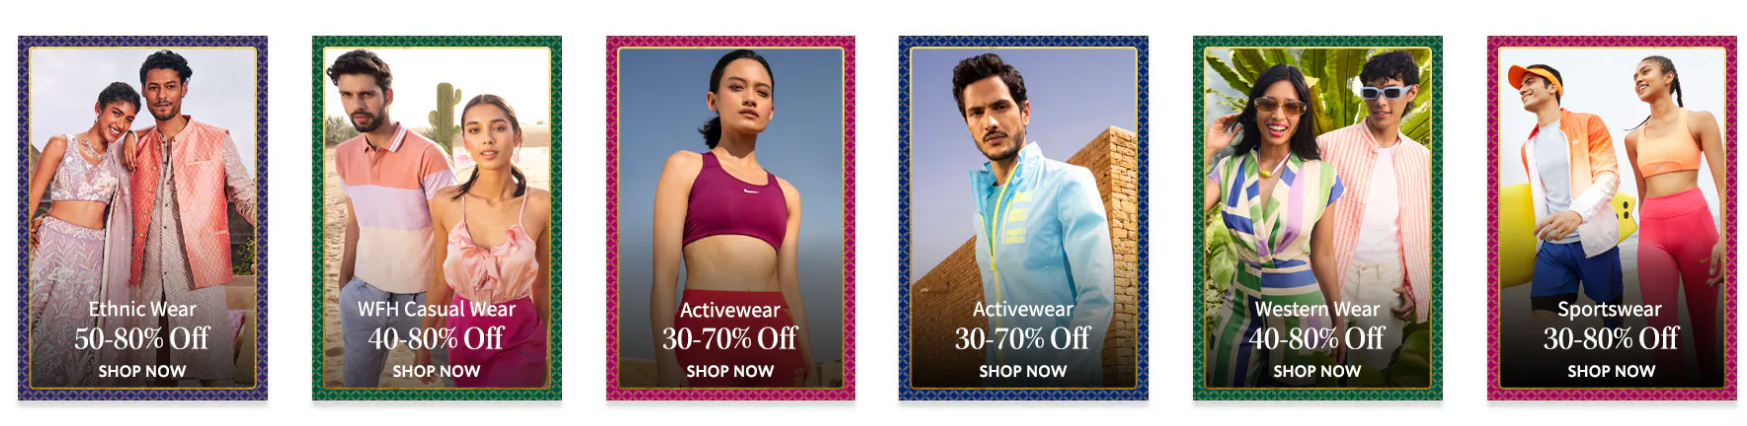 Ethnic Wear
50-80% Off
SHOP NOW
WFH Casual Wear
40-80% Off
SHOP NOW
Activewear
30-70% Off
SHOP NOW
Activewear
30-70% Off
SHOP NOW
Western Wear
40-80% Off
SHOP NOW
Sportswear
30-80% Off
SHOP NOW